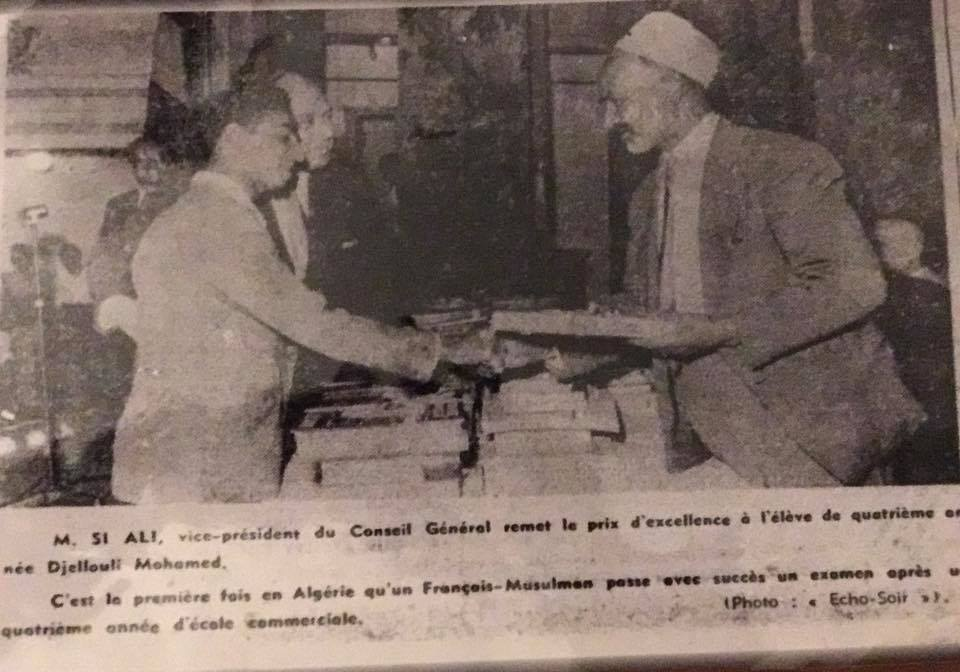 M. SI ALI, vice-président du Conseil Général remet le prix d'excellence à l'élève de quatrième an
née Djellouli Mohamed.
C'est la première fois en Algérie qu'un Français-Musulman passe avec succès un examen après u
quatrième année d'école commerciale.
(Photo : « Echo-Soir »).